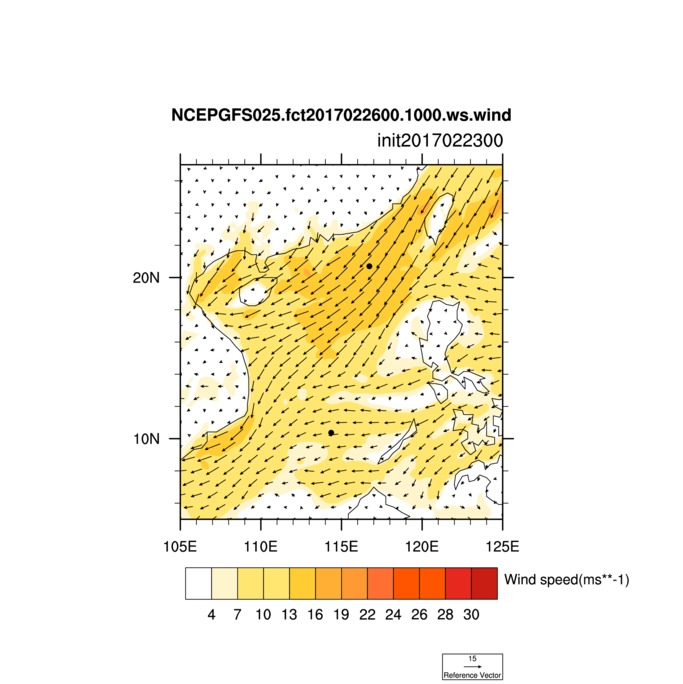 NCEPGFS025.fct2017022600.1000.ws.wind
init2017022300
20N
10N
105E 110E 115E 120E 125E
Wind speed(ms**-1)
4 7 10 13 16 19 22 24 26 28 30
15
Reference Vector